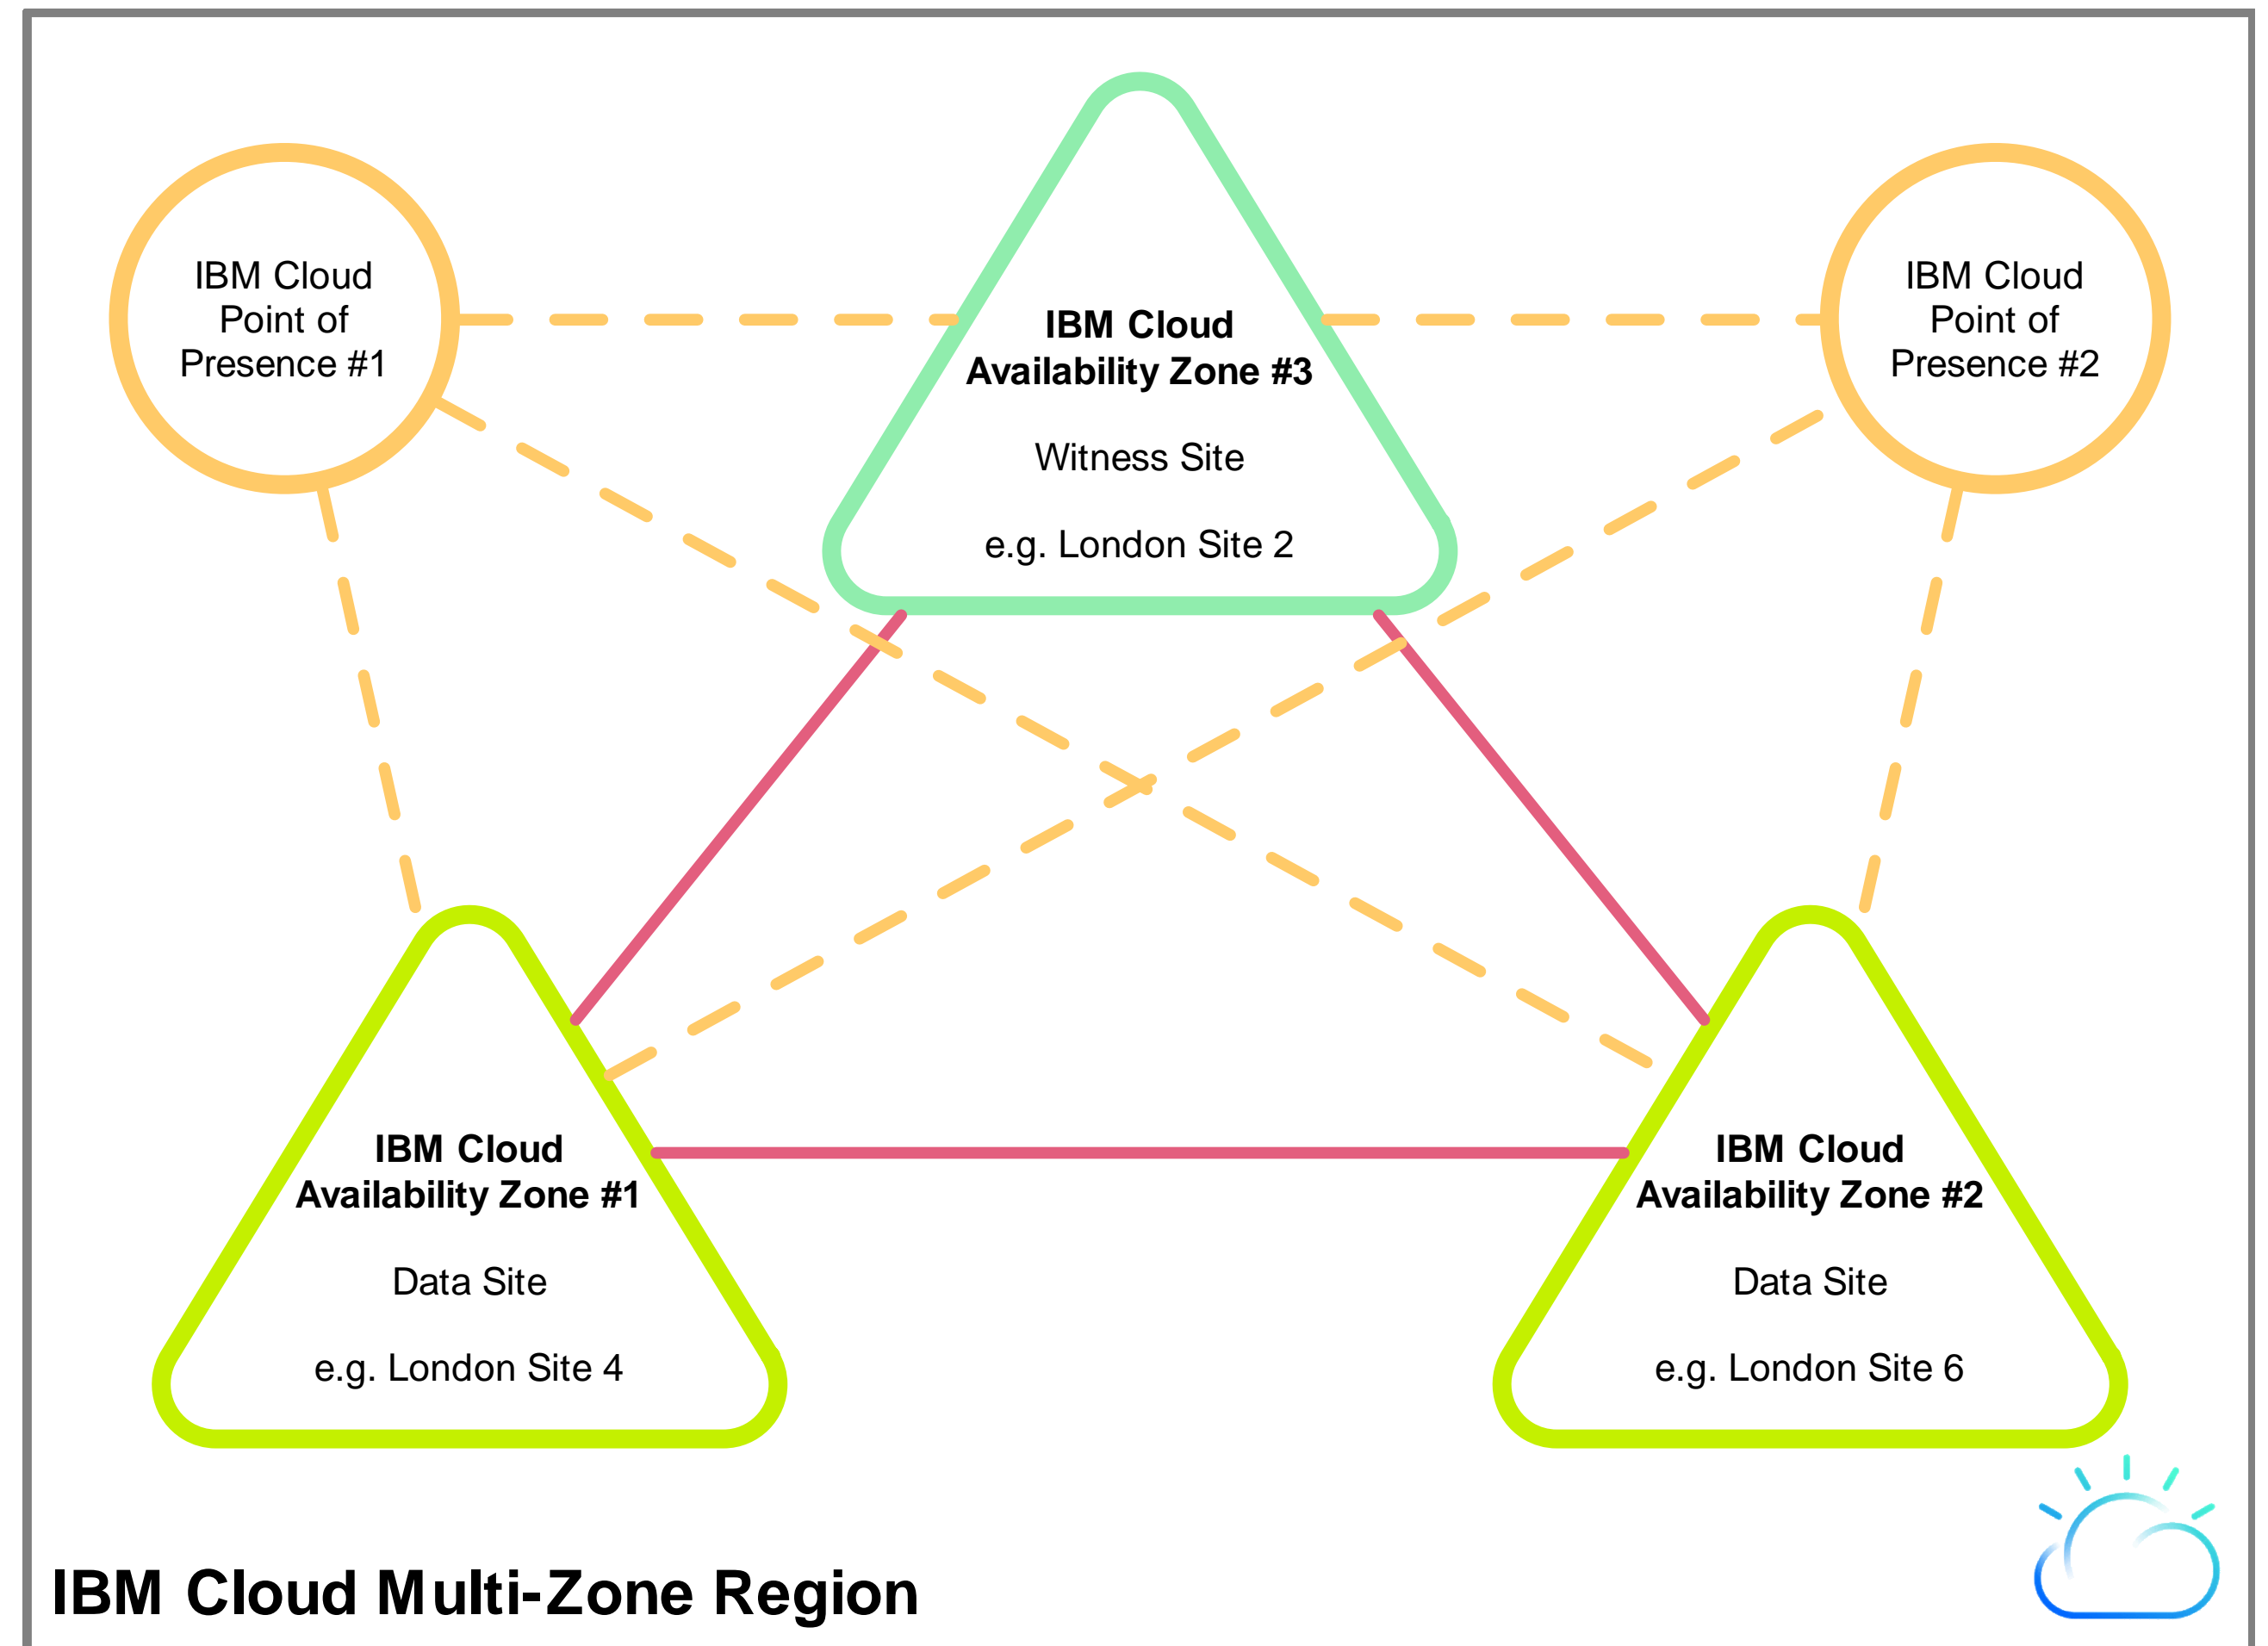 IBM Cloud
Point of
Presence #1
IBM Cloud
Availability Zone #3
Witness Site
e.g. London Site 2
IBM Cloud
Point of
Presence #2
IBM Cloud
Availability Zone #1
Data Site
e.g. London Site 4
IBM Cloud
Availability Zone #2
Data Site
e.g. London Site 6
IBM Cloud Multi-Zone Region